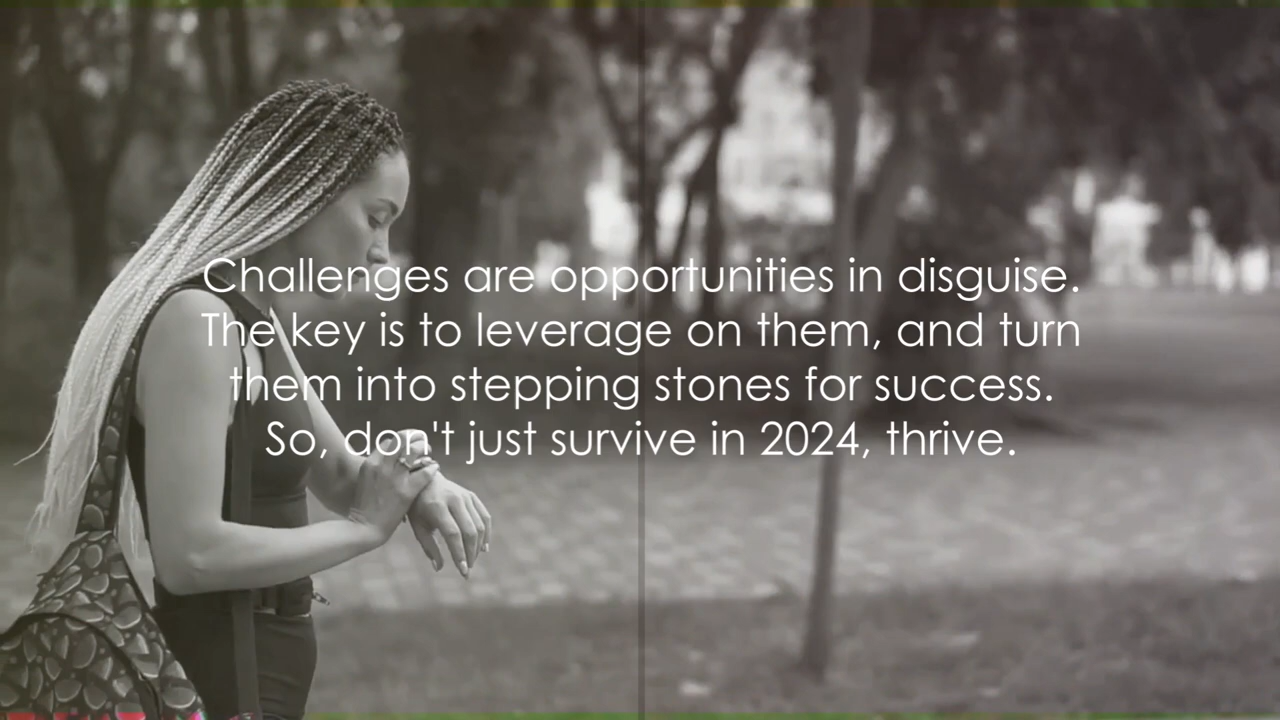 Challenges are opportunities in disguise.
The key is to leverage on them, and turn
them into stepping stones for success.
So, don't just survive in 2024, thrive.